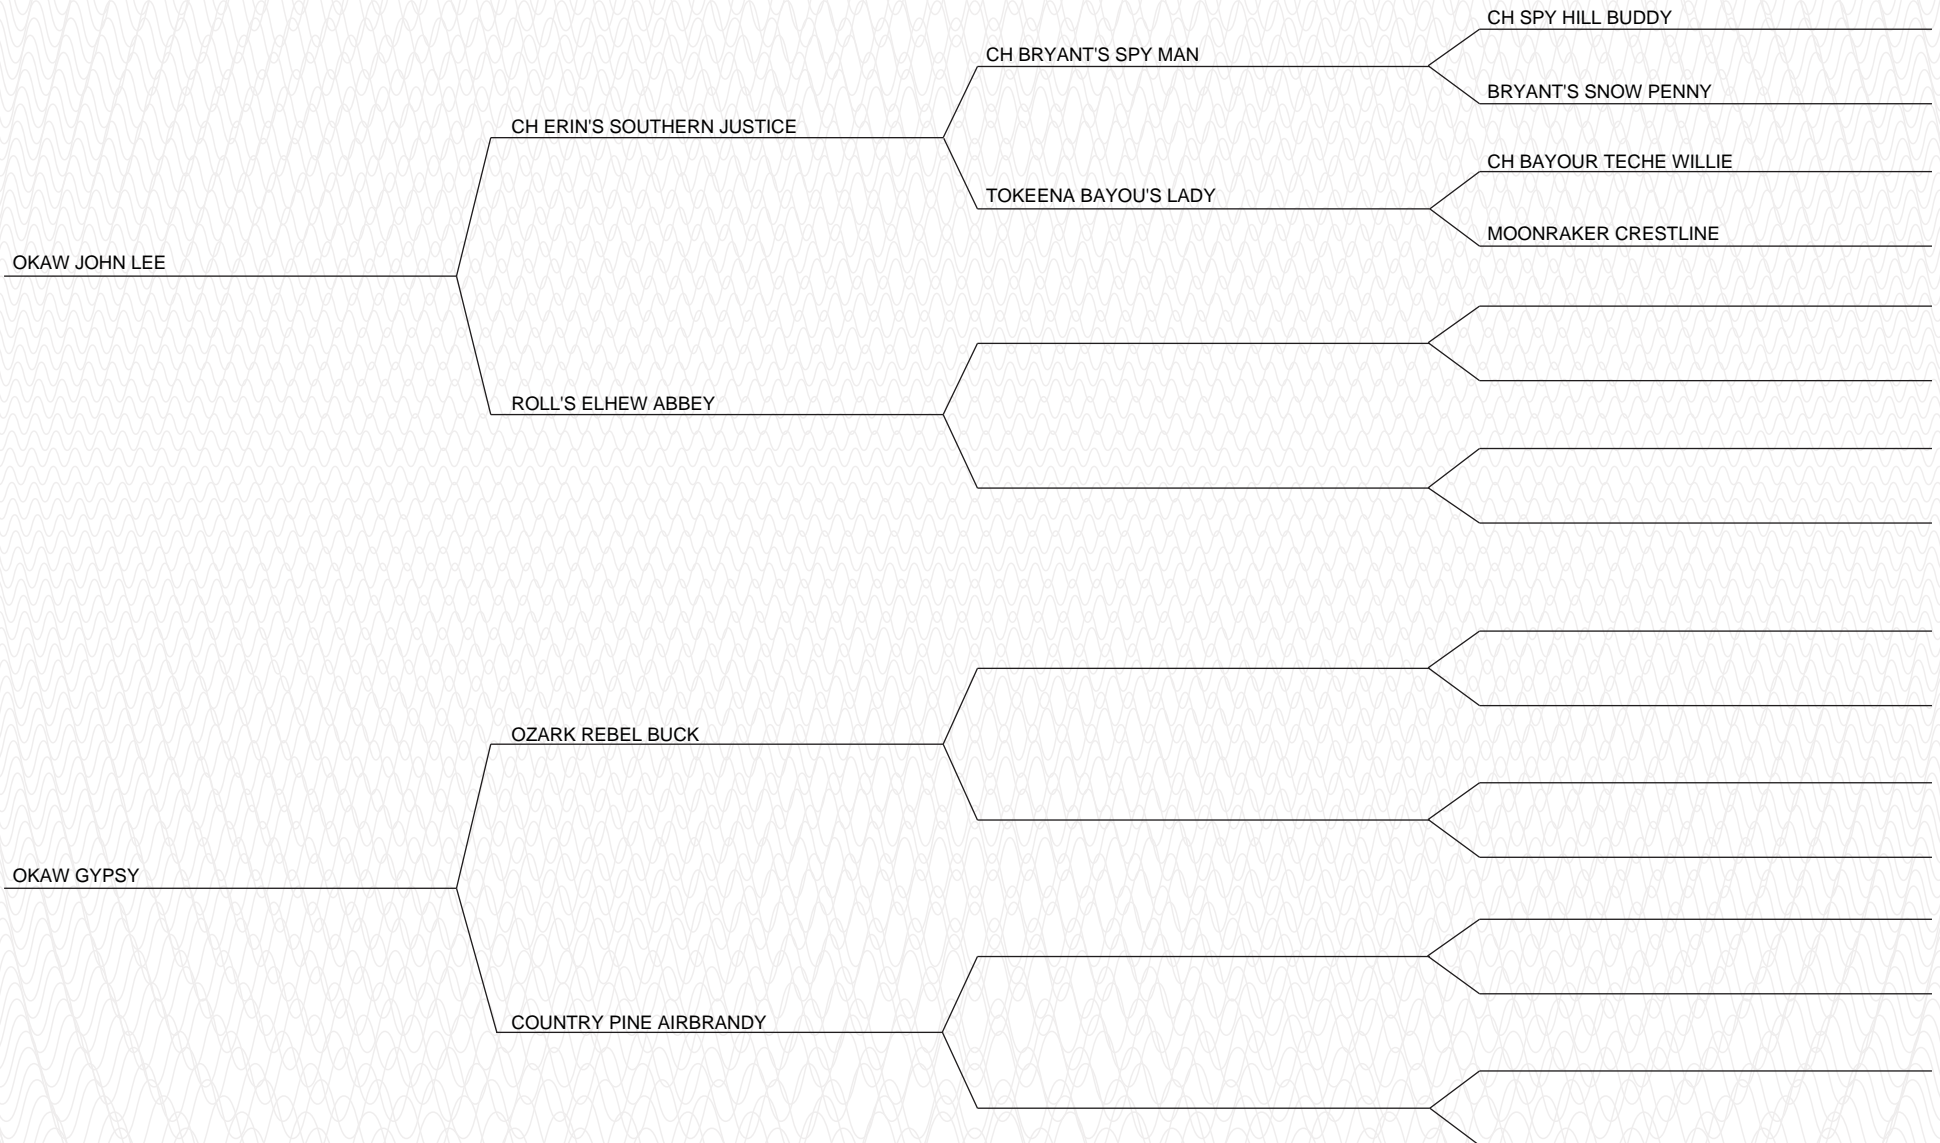 CH SPY HILL BUDDY
CH BRYANT'S SPY MAN
BRYANT'S SNOW PENNY
CH ERIN'S SOUTHERN JUSTICE
CH BAYOUR TECHE WILLIE
TOKEENA BAYOU'S LADY
MOONRAKER CRESTLINE
OKAW JOHN LEE
ROLL'S ELHEW ABBEY
OZARK REBEL BUCK
OKAW GYPSY
COUNTRY PINE AIRBRANDY